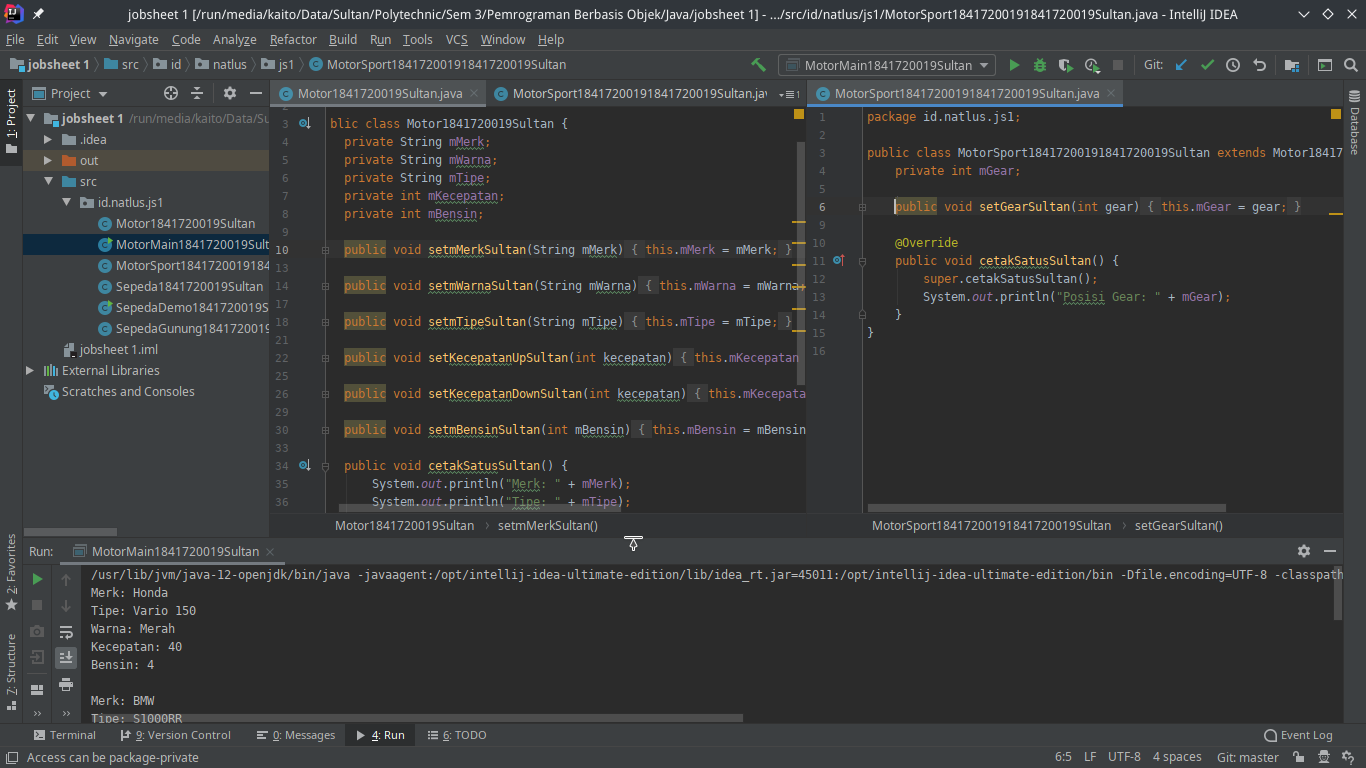 jobsheet 1 [/run/media/kaito/Data/Sultan/Polytechnic/Sem 3/Pemrograman Berbasis Objek/Java/jobsheet 1] - .../src/id/natlus/js1/MotorSport18417200191841720019Sultan.java - IntelliJ IDEA
File Edit View Navigate Code Analyze Refactor Build Run Tools VCS Window Help
jobsheet 1 src id natlus js1 MotorSport18417200191841720019Sultan MotorMain1841720019Sultan Git:
1: Project
Project
jobsheet 1 /run/media/kaito/Data/Su
.idea
out
src
id.natlus.js1
Motor1841720019Sultan
MotorMain1841720019Sult
MotorSport1841720019184
Sepeda1841720019Sultan
SepedaDemo1841720019S
SepedaGunung1841720019
jobsheet 1.iml
External Libraries
Scratches and Consoles
Motor1841720019Sultan.java MotorSport18417200191841720019Sultan.jav
3 blic class Motor1841720019Sultan {
4 private String mMerk;
5 private String mWarna;
6 private String mTipe;
7 private int mKecepatan;
8 private int mBensin;
9
10 public void setmMerkSultan(String mMerk) { this.mMerk = mMerk; }
13
14 public void setmWarnaSultan(String mWarna) { this.mWarna = mWarna
17
18 public void setmTipeSultan(String mTipe) { this.mTipe = mTipe; }
21
22 public void setKecepatanUpSultan(int kecepatan) { this.mKecepatan
25
26 public void setKecepatanDownSultan(int kecepatan) { this.mKecepata
29
30 public void setmBensinSultan(int mBensin) { this.mBensin = mBensin
33
34 public void cetakSatusSultan() {
35 System.out.println("Merk: " + mMerk);
36 System.out.println("Tipe: " + mTipe);
Motor1841720019Sultan › setmMerkSultan()
MotorSport18417200191841720019Sultan.java
1 package id.natlus.js1;
2
3 public class MotorSport18417200191841720019Sultan extends Motor18417
4 private int mGear;
5
6 public void setGearSultan(int gear) { this.mGear = gear; }
9
10 @Override
11 public void cetakSatusSultan() {
12 super.cetakSatusSultan();
13 System.out.println("Posisi Gear: " + mGear);
14 }
15 }
16
MotorSport18417200191841720019Sultan › setGearSultan()
Database
2: Favorites
7: Structure
Run: MotorMain1841720019Sultan
/usr/lib/jvm/java-12-openjdk/bin/java -javaagent:/opt/intellij-idea-ultimate-edition/lib/idea_rt.jar=45011:/opt/intellij-idea-ultimate-edition/bin -Dfile.encoding=UTF-8 -classpath
Merk: Honda
Tipe: Vario 150
Warna: Merah
Kecepatan: 40
Bensin: 4
Merk: BMW
Tipe: S1000RR
Terminal 9: Version Control 0: Messages 4: Run 6: TODO Event Log
Access can be package-private 6:5 LF UTF-8 4 spaces Git: master